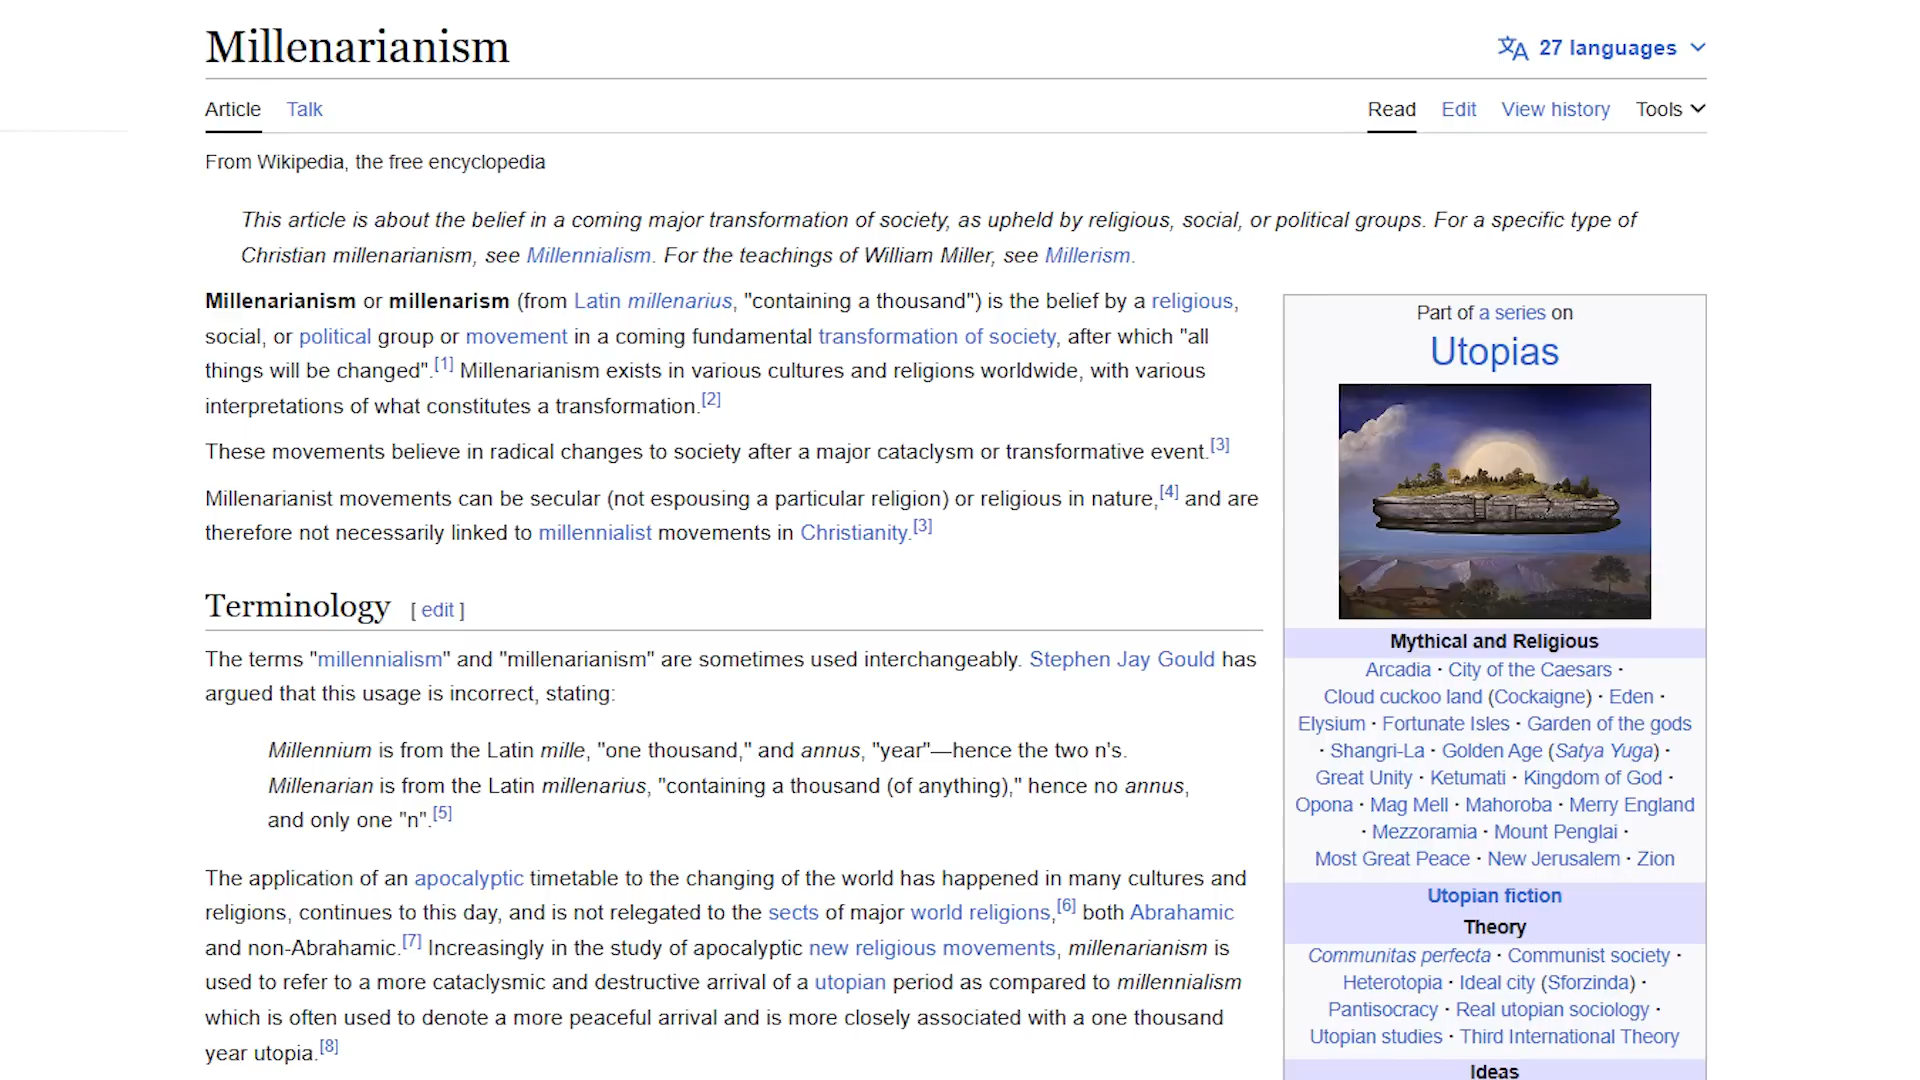 Millenarianism
27 languages
Article Talk
Read Edit View history Tools
From Wikipedia, the free encyclopedia
This article is about the belief in a coming major transformation of society, as upheld by religious, social, or political groups. For a specific type of
Christian millenarianism, see Millennialism. For the teachings of William Miller, see Millerism.
Millenarianism or millenarism (from Latin millenarius, "containing a thousand") is the belief by a religious,
social, or political group or movement in a coming fundamental transformation of society, after which "all
things will be changed".[1] Millenarianism exists in various cultures and religions worldwide, with various
interpretations of what constitutes a transformation.[2]
These movements believe in radical changes to society after a major cataclysm or transformative event.[3]
Millenarianist movements can be secular (not espousing a particular religion) or religious in nature,[4] and are
therefore not necessarily linked to millennialist movements in Christianity.[3]
Terminology [ edit ]
The terms "millennialism" and "millenarianism" are sometimes used interchangeably. Stephen Jay Gould has
argued that this usage is incorrect, stating:
Millennium is from the Latin mille, "one thousand," and annus, "year"—hence the two n's.
Millenarian is from the Latin millenarius, "containing a thousand (of anything)," hence no annus,
and only one "n".[5]
The application of an apocalyptic timetable to the changing of the world has happened in many cultures and
religions, continues to this day, and is not relegated to the sects of major world religions,[6] both Abrahamic
and non-Abrahamic.[7] Increasingly in the study of apocalyptic new religious movements, millenarianism is
used to refer to a more cataclysmic and destructive arrival of a utopian period as compared to millennialism
which is often used to denote a more peaceful arrival and is more closely associated with a one thousand
year utopia.[8]
Part of a series on
Utopias
Mythical and Religious
Arcadia · City of the Caesars ·
Cloud cuckoo land (Cockaigne) · Eden ·
Elysium · Fortunate Isles · Garden of the gods
· Shangri-La · Golden Age (Satya Yuga) ·
Great Unity · Ketumati · Kingdom of God ·
Opona · Mag Mell · Mahoroba · Merry England
· Mezzoramia · Mount Penglai ·
Most Great Peace · New Jerusalem · Zion
Utopian fiction
Theory
Communitas perfecta · Communist society ·
Heterotopia · Ideal city (Sforzinda) ·
Pantisocracy · Real utopian sociology ·
Utopian studies · Third International Theory
Ideas